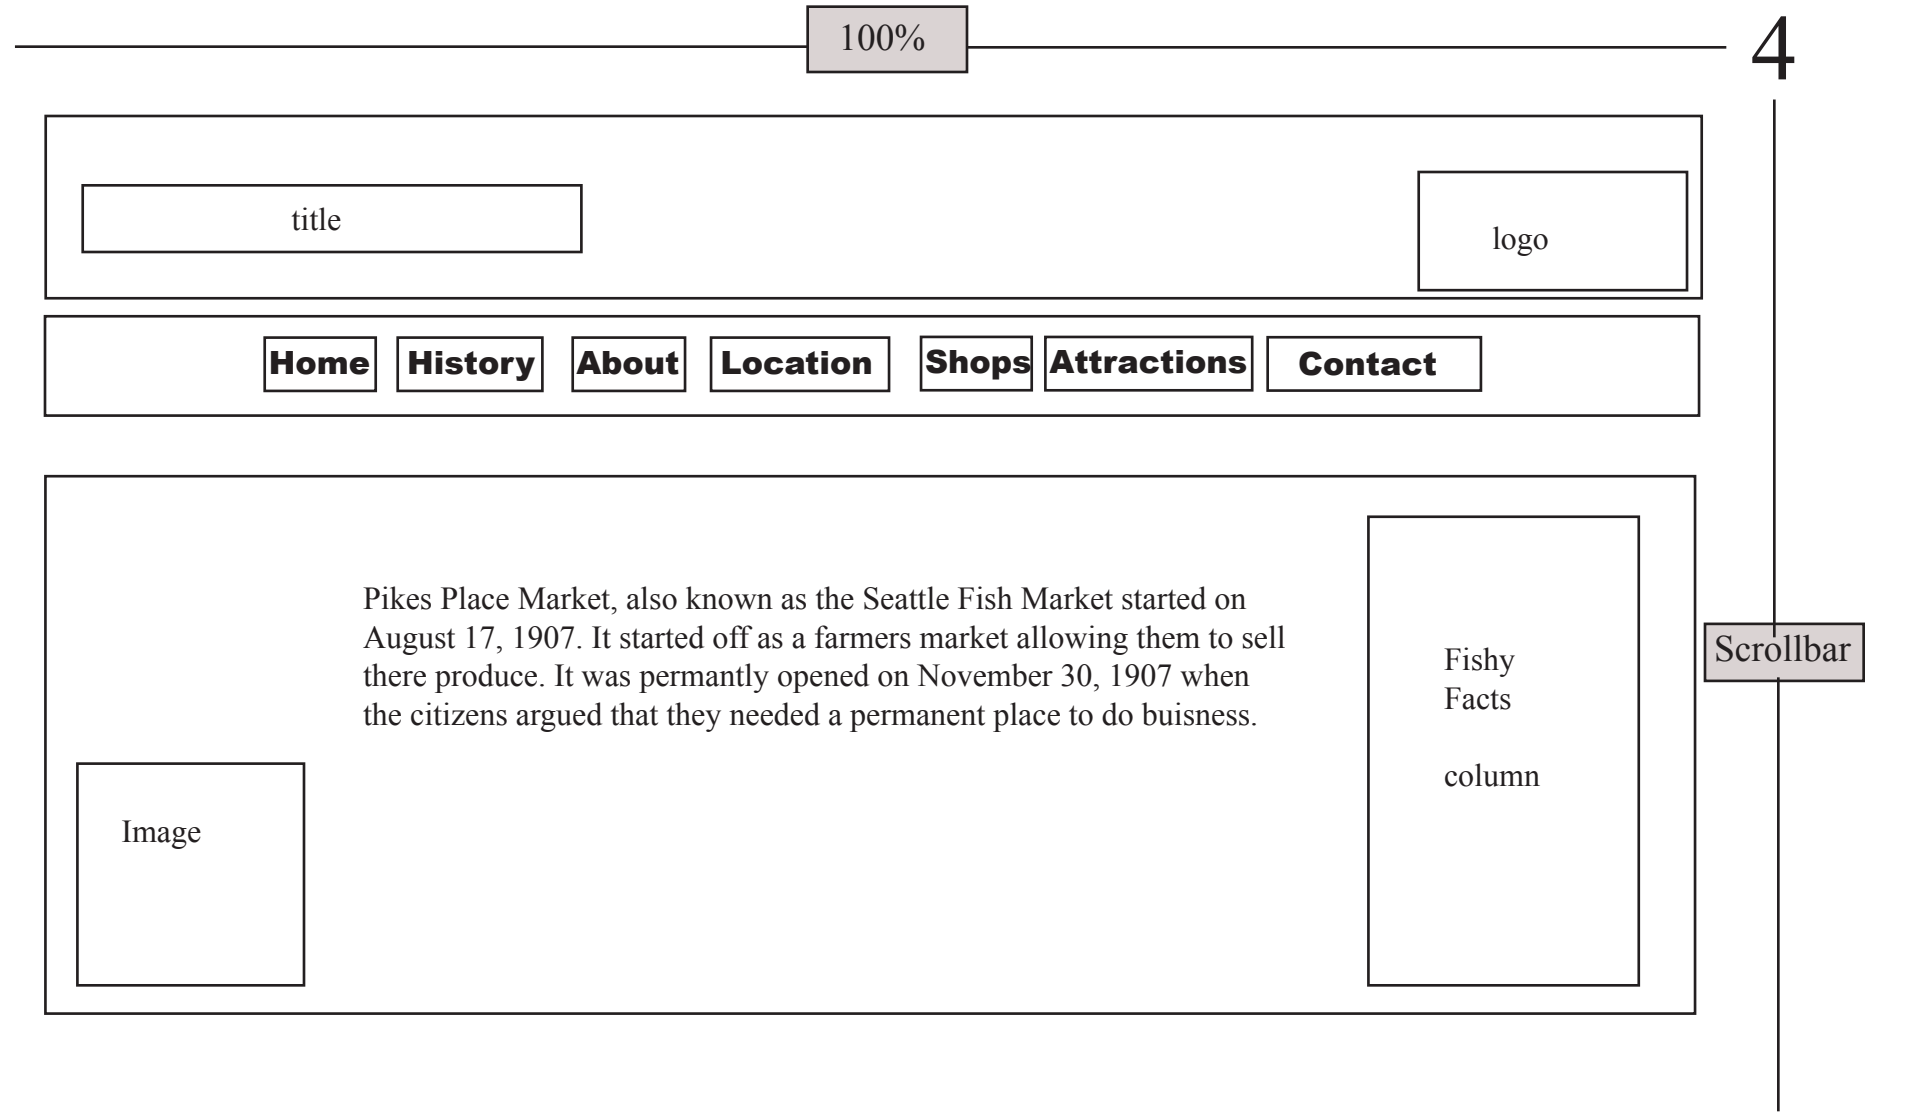 100%
4
title
logo
Home History About Location Shops Attractions Contact
Pikes Place Market, also known as the Seattle Fish Market started on
August 17, 1907. It started off as a farmers market allowing them to sell
there produce. It was permantly opened on November 30, 1907 when
the citizens argued that they needed a permanent place to do buisness.
Fishy
Facts
column
Scrollbar
Image